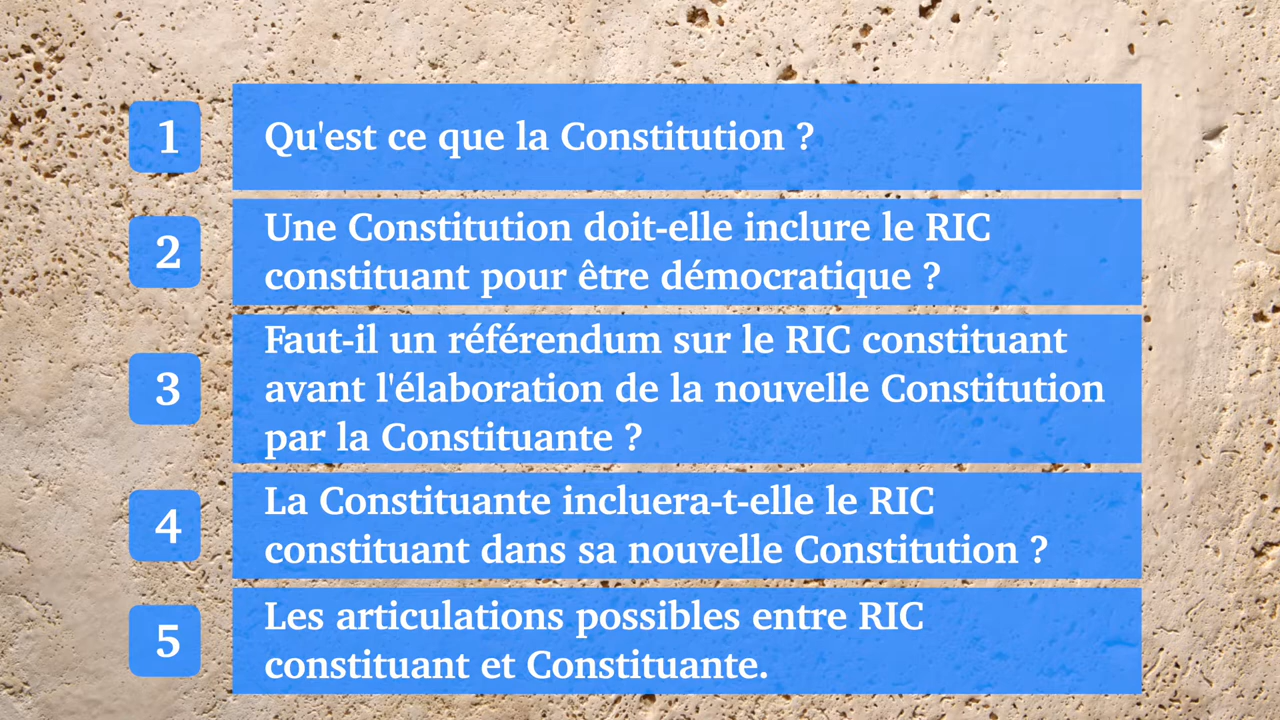 1
Qu'est ce que la Constitution ?
2
Une Constitution doit-elle inclure le RIC
constituant pour être démocratique ?
3
Faut-il un référendum sur le RIC constituant
avant l'élaboration de la nouvelle Constitution
par la Constituante ?
4
La Constituante incluera-t-elle le RIC
constituant dans sa nouvelle Constitution ?
5
Les articulations possibles entre RIC
constituant et Constituante.